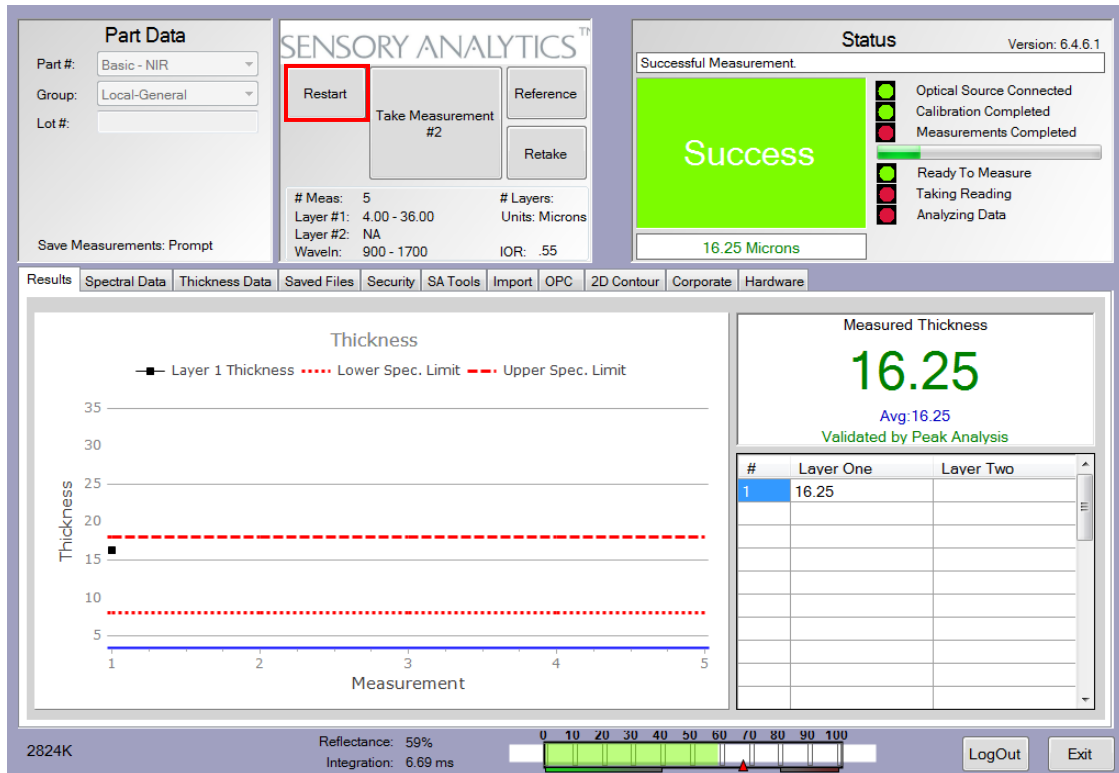 Part Data
Part #: Basic - NIR
Group: Local-General
Lot #:
Save Measurements: Prompt
SENSORY ANALYTICS TM
Restart
Take Measurement
#2
Reference
Retake
# Meas: 5 # Layers:
Layer #1: 4.00 - 36.00 Units: Microns
Layer #2: NA
Waveln: 900 - 1700 IOR: .55
Status
Version: 6.4.6.1
Successful Measurement.
Success
16.25 Microns
Optical Source Connected
Calibration Completed
Measurements Completed
Ready To Measure
Taking Reading
Analyzing Data
Results Spectral Data Thickness Data Saved Files Security SA Tools Import OPC 2D Contour Corporate Hardware
Thickness
Layer 1 Thickness Lower Spec. Limit Upper Spec. Limit
Thickness
35
30
25
20
15
10
5
1 2 3 4 5
Measurement
Measured Thickness
16.25
Avg:16.25
Validated by Peak Analysis
# Layer One Layer Two
1 16.25
2824K
Reflectance: 59%
Integration: 6.69 ms
0 10 20 30 40 50 60 70 80 90 100
LogOut
Exit